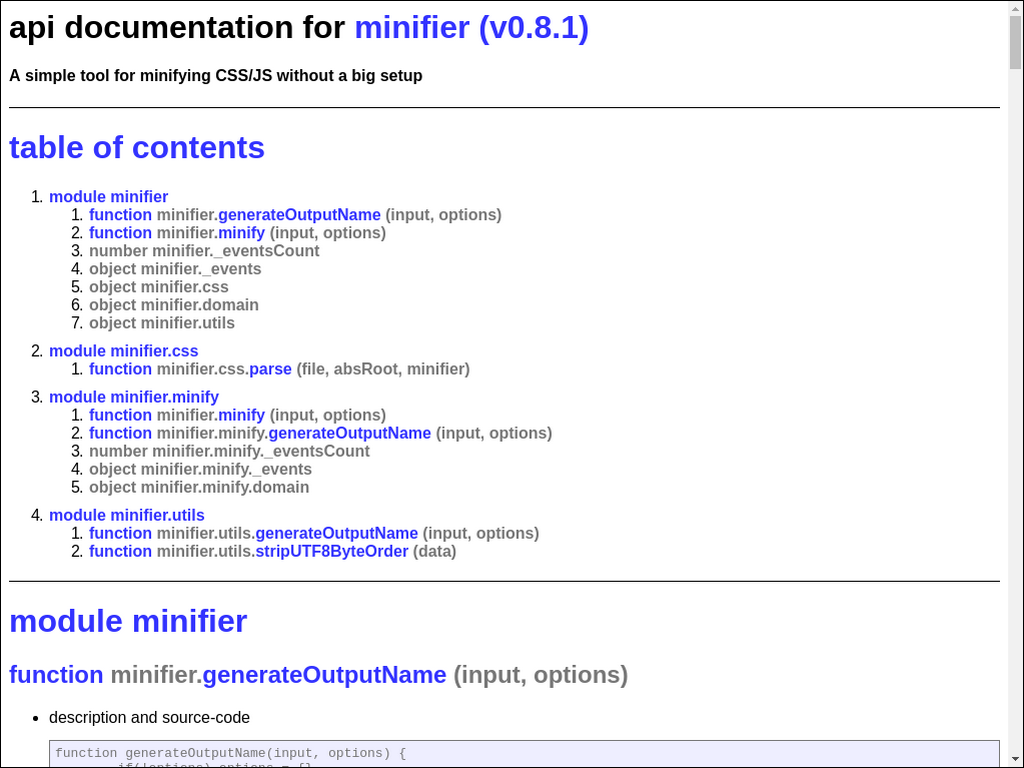 api documentation for minifier (v0.8.1)
A simple tool for minifying CSS/JS without a big setup
table of contents
1. module minifier
1. function minifier.generateOutputName (input, options)
2. function minifier.minify (input, options)
3. number minifier._eventsCount
4. object minifier._events
5. object minifier.css
6. object minifier.domain
7. object minifier.utils
2. module minifier.css
1. function minifier.css.parse (file, absRoot, minifier)
3. module minifier.minify
1. function minifier.minify (input, options)
2. function minifier.minify.generateOutputName (input, options)
3. number minifier.minify._eventsCount
4. object minifier.minify._events
5. object minifier.minify.domain
4. module minifier.utils
1. function minifier.utils.generateOutputName (input, options)
2. function minifier.utils.stripUTF8ByteOrder (data)
module minifier
function minifier.generateOutputName (input, options)
• description and source-code
function generateOutputName(input, options) {
if(!options) options = {}